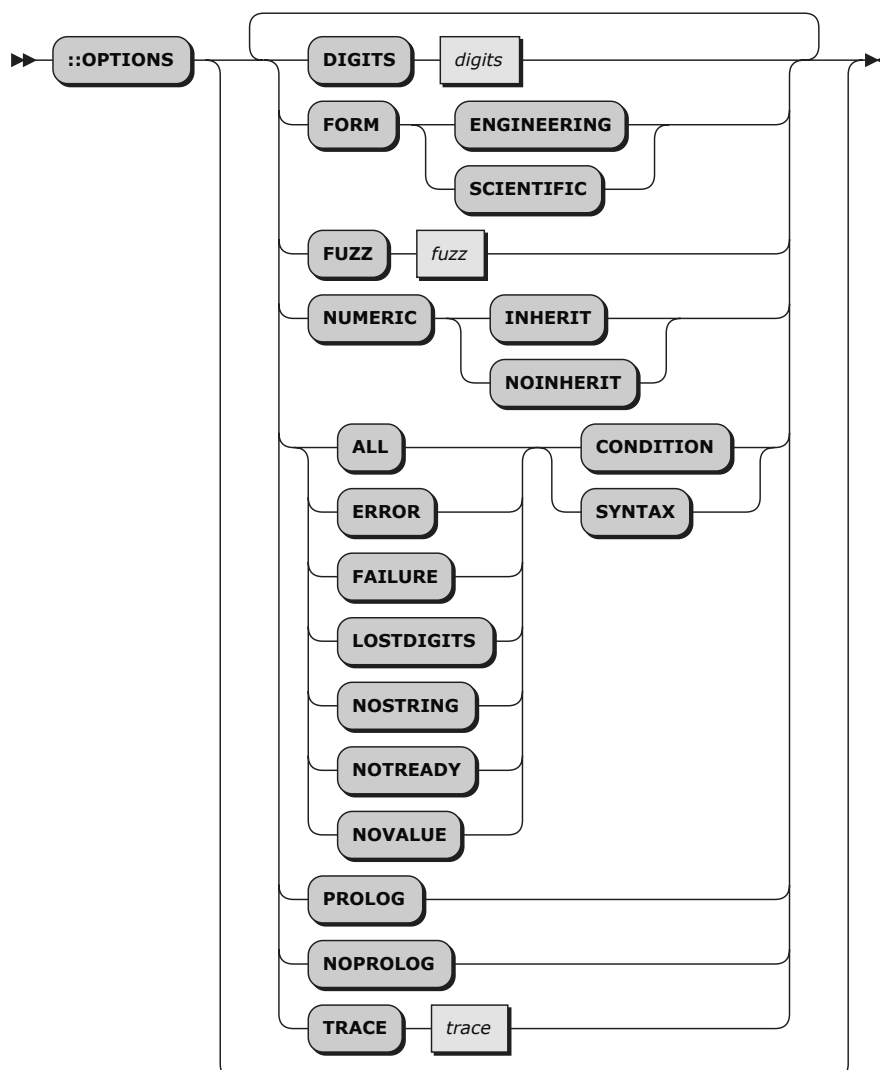 ::OPTIONS DIGITS digits
FORM ENGINEERING
SCIENTIFIC
FUZZ fuzz
NUMERIC INHERIT
NOINHERIT
ALL CONDITION
ERROR SYNTAX
FAILURE
LOSTDIGITS
NOSTRING
NOTREADY
NOVALUE
PROLOG
NOPROLOG
TRACE trace